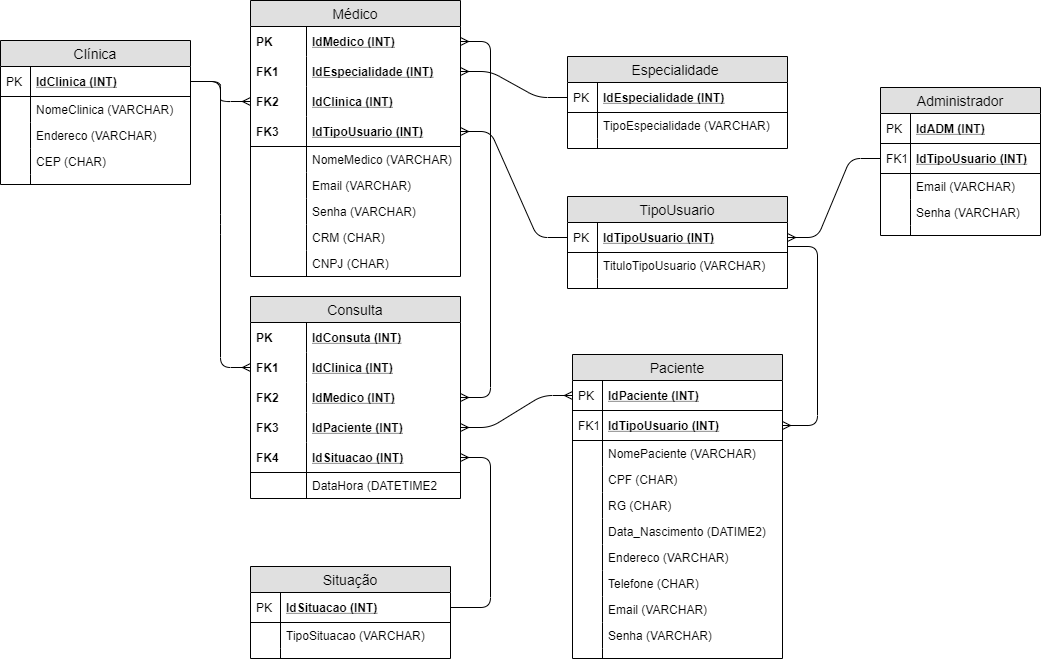 Clínica
PK IdClinica (INT)
NomeClinica (VARCHAR)
Endereco (VARCHAR)
CEP (CHAR)
Médico
PK IdMedico (INT)
FK1 IdEspecialidade (INT)
FK2 IdClinica (INT)
FK3 IdTipoUsuario (INT)
NomeMedico (VARCHAR)
Email (VARCHAR)
Senha (VARCHAR)
CRM (CHAR)
CNPJ (CHAR)
Especialidade
PK IdEspecialidade (INT)
TipoEspecialidade (VARCHAR)
Administrador
PK IdADM (INT)
FK1 IdTipoUsuario (INT)
Email (VARCHAR)
Senha (VARCHAR)
TipoUsuario
PK IdTipoUsuario (INT)
TituloTipoUsuario (VARCHAR)
Consulta
PK IdConsuta (INT)
FK1 IdClinica (INT)
FK2 IdMedico (INT)
FK3 IdPaciente (INT)
FK4 IdSituacao (INT)
DataHora (DATETIME2
Paciente
PK IdPaciente (INT)
FK1 IdTipoUsuario (INT)
NomePaciente (VARCHAR)
CPF (CHAR)
RG (CHAR)
Data_Nascimento (DATIME2)
Endereco (VARCHAR)
Telefone (CHAR)
Email (VARCHAR)
Senha (VARCHAR)
Situação
PK IdSituacao (INT)
TipoSituacao (VARCHAR)